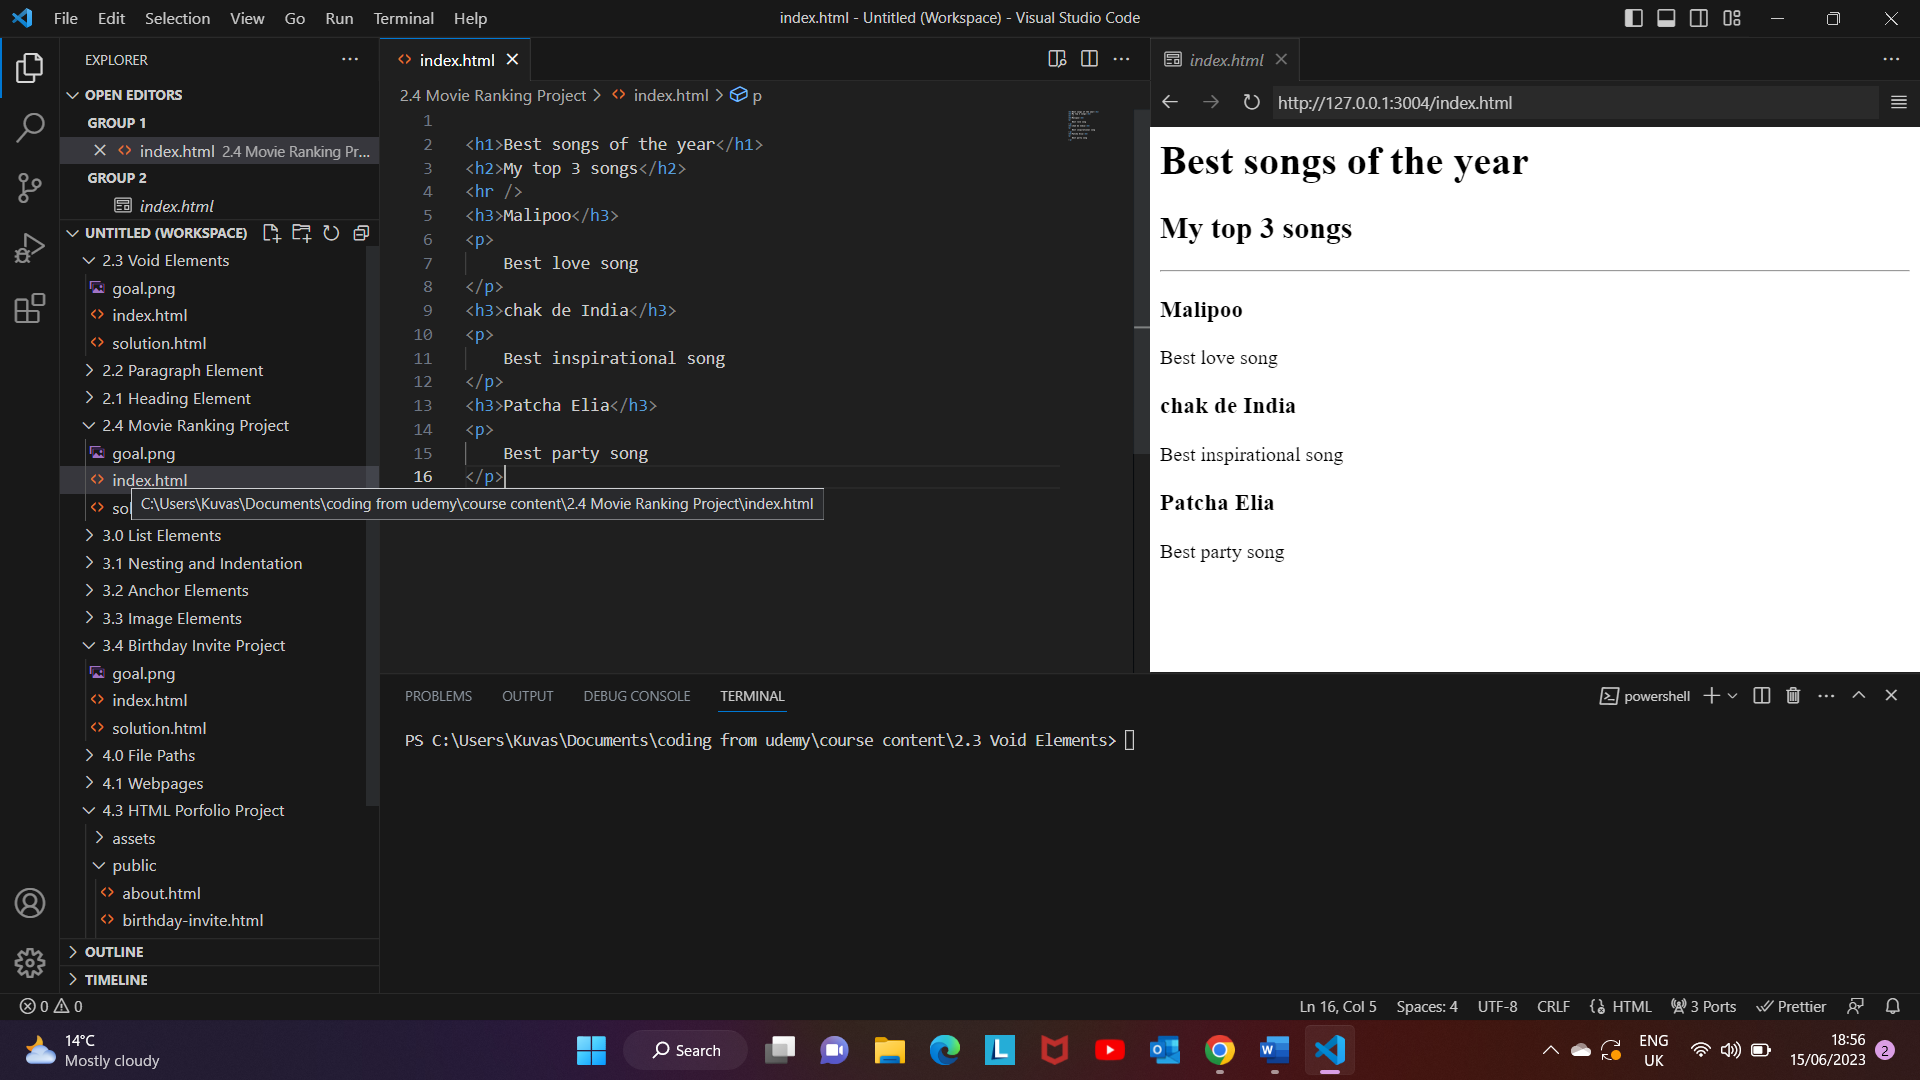 File Edit Selection View Go Run Terminal Help
index.html - Untitled (Workspace) - Visual Studio Code
EXPLORER
OPEN EDITORS
GROUP 1
index.html 2.4 Movie Ranking Pr...
GROUP 2
index.html
UNTITLED (WORKSPACE)
2.3 Void Elements
goal.png
index.html
solution.html
2.2 Paragraph Element
2.1 Heading Element
2.4 Movie Ranking Project
goal.png
index.html
sol
C:\Users\Kuvas\Documents\coding from udemy\course content\2.4 Movie Ranking Project\index.html
3.0 List Elements
3.1 Nesting and Indentation
3.2 Anchor Elements
3.3 Image Elements
3.4 Birthday Invite Project
goal.png
index.html
solution.html
4.0 File Paths
4.1 Webpages
4.3 HTML Porfolio Project
assets
public
about.html
birthday-invite.html
OUTLINE
TIMELINE
index.html
2.4 Movie Ranking Project > index.html > p
1
2 <h1>Best songs of the year</h1>
3 <h2>My top 3 songs</h2>
4 <hr />
5 <h3>Malipoo</h3>
6 <p>
7 Best love song
8 </p>
9 <h3>chak de India</h3>
10 <p>
11 Best inspirational song
12 </p>
13 <h3>Patcha Elia</h3>
14 <p>
15 Best party song
16 </p>
index.html
http://127.0.0.1:3004/index.html
Best songs of the year
My top 3 songs
Malipoo
Best love song
chak de India
Best inspirational song
Patcha Elia
Best party song
PROBLEMS OUTPUT DEBUG CONSOLE TERMINAL
powershell
PS C:\Users\Kuvas\Documents\coding from udemy\course content\2.3 Void Elements>
0 0
Ln 16, Col 5 Spaces: 4 UTF-8 CRLF HTML 3 Ports Prettier
14°C
Mostly cloudy
Search
ENG
UK
18:56
15/06/2023
2